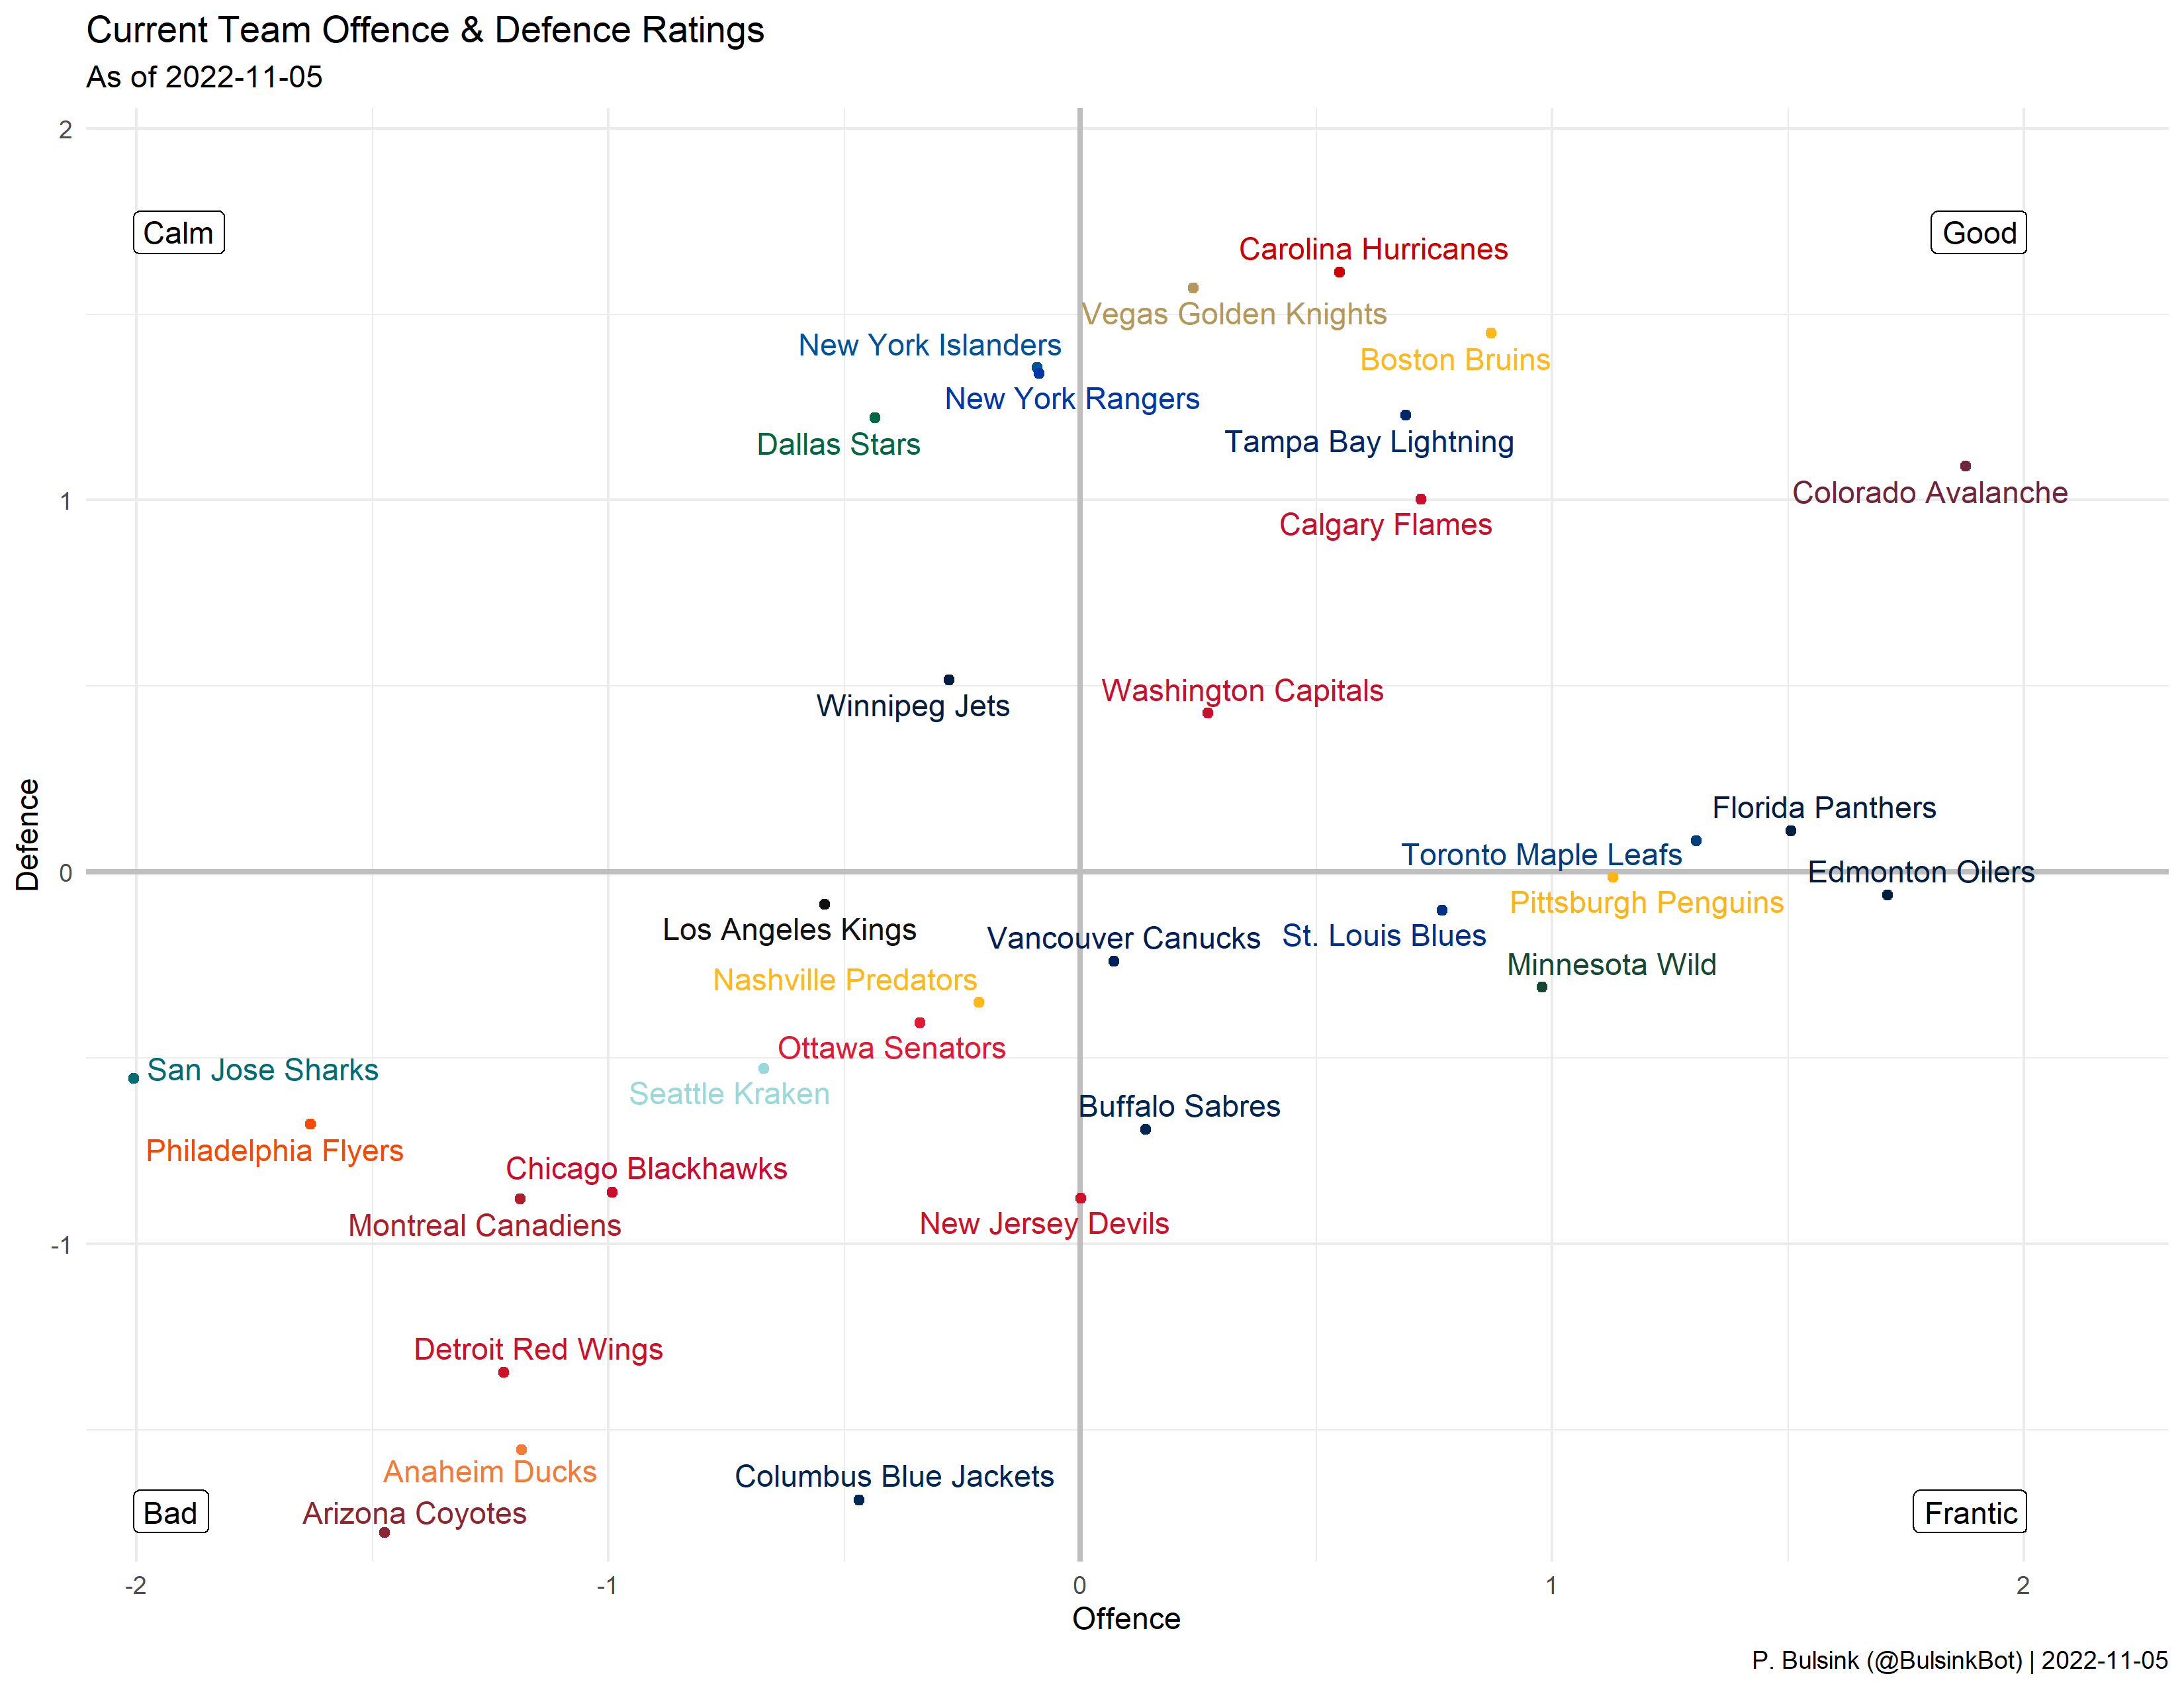 Current Team Offence & Defence Ratings
As of 2022-11-05
2
Calm
Good
Carolina Hurricanes
Vegas Golden Knights
New York Islanders
Boston Bruins
New York Rangers
Dallas Stars
Tampa Bay Lightning
Colorado Avalanche
1
Calgary Flames
Washington Capitals
Winnipeg Jets
Defence
Florida Panthers
Toronto Maple Leafs
0
Edmonton Oilers
Pittsburgh Penguins
Los Angeles Kings
Vancouver Canucks
St. Louis Blues
Minnesota Wild
Nashville Predators
Ottawa Senators
San Jose Sharks
Seattle Kraken
Buffalo Sabres
Philadelphia Flyers
Chicago Blackhawks
Montreal Canadiens
New Jersey Devils
-1
Detroit Red Wings
Anaheim Ducks
Columbus Blue Jackets
Bad
Arizona Coyotes
Frantic
-2
-1
0
1
2
Offence
P. Bulsink (@BulsinkBot) | 2022-11-05